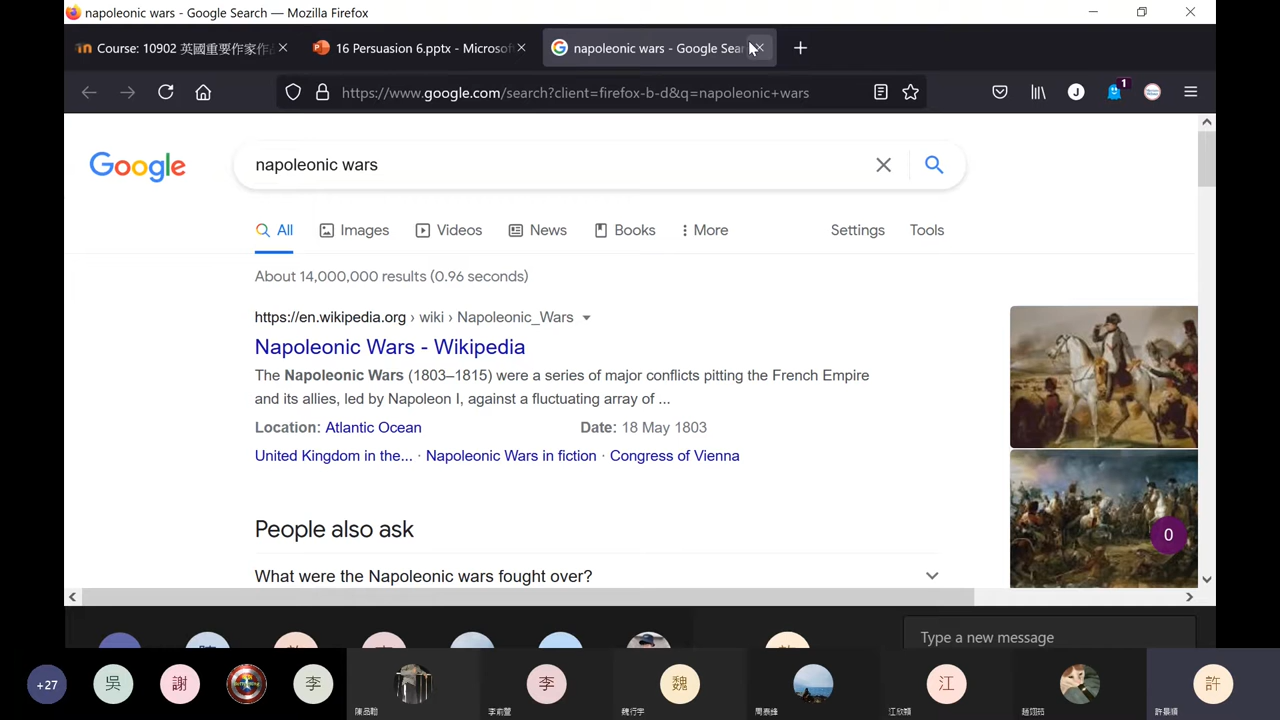 napoleonic wars - Google Search — Mozilla Firefox
Course: 10902 英國重要作家作品
16 Persuasion 6.pptx - Microsoft
napoleonic wars - Google Sear
https://www.google.com/search?client=firefox-b-d&q=napoleonic+wars
J
1
Google
napoleonic wars
All
Images
Videos
News
Books
More
Settings
Tools
About 14,000,000 results (0.96 seconds)
https://en.wikipedia.org › wiki › Napoleonic_Wars
Napoleonic Wars - Wikipedia
The Napoleonic Wars (1803–1815) were a series of major conflicts pitting the French Empire
and its allies, led by Napoleon I, against a fluctuating array of ...
Location: Atlantic Ocean
Date: 18 May 1803
United Kingdom in the... · Napoleonic Wars in fiction · Congress of Vienna
0
People also ask
What were the Napoleonic wars fought over?
Type a new message
+27
吳
謝
李
李
魏
江
許
魏行宇